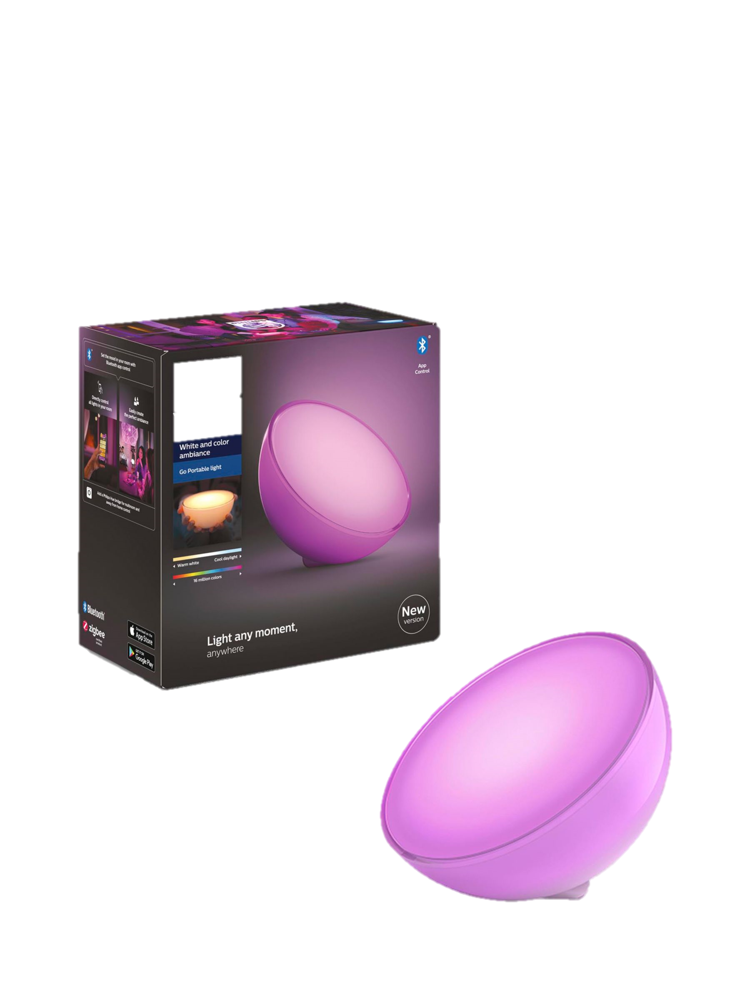 Set the mood in your room with
Bluetooth app control
Directly control
all lights in your room
Easily create
the perfect ambiance
Add a Philips Hue bridge for multiroom and
away from home control
Bluetooth®
zigbee
certified
product
Download on the
App Store
GET IT ON
Google Play
PHILIPS
White and color
ambiance
Go Portable light
Warm white
Cool daylight
16 million colors
Light any moment,
anywhere
®
App
Control
New
version